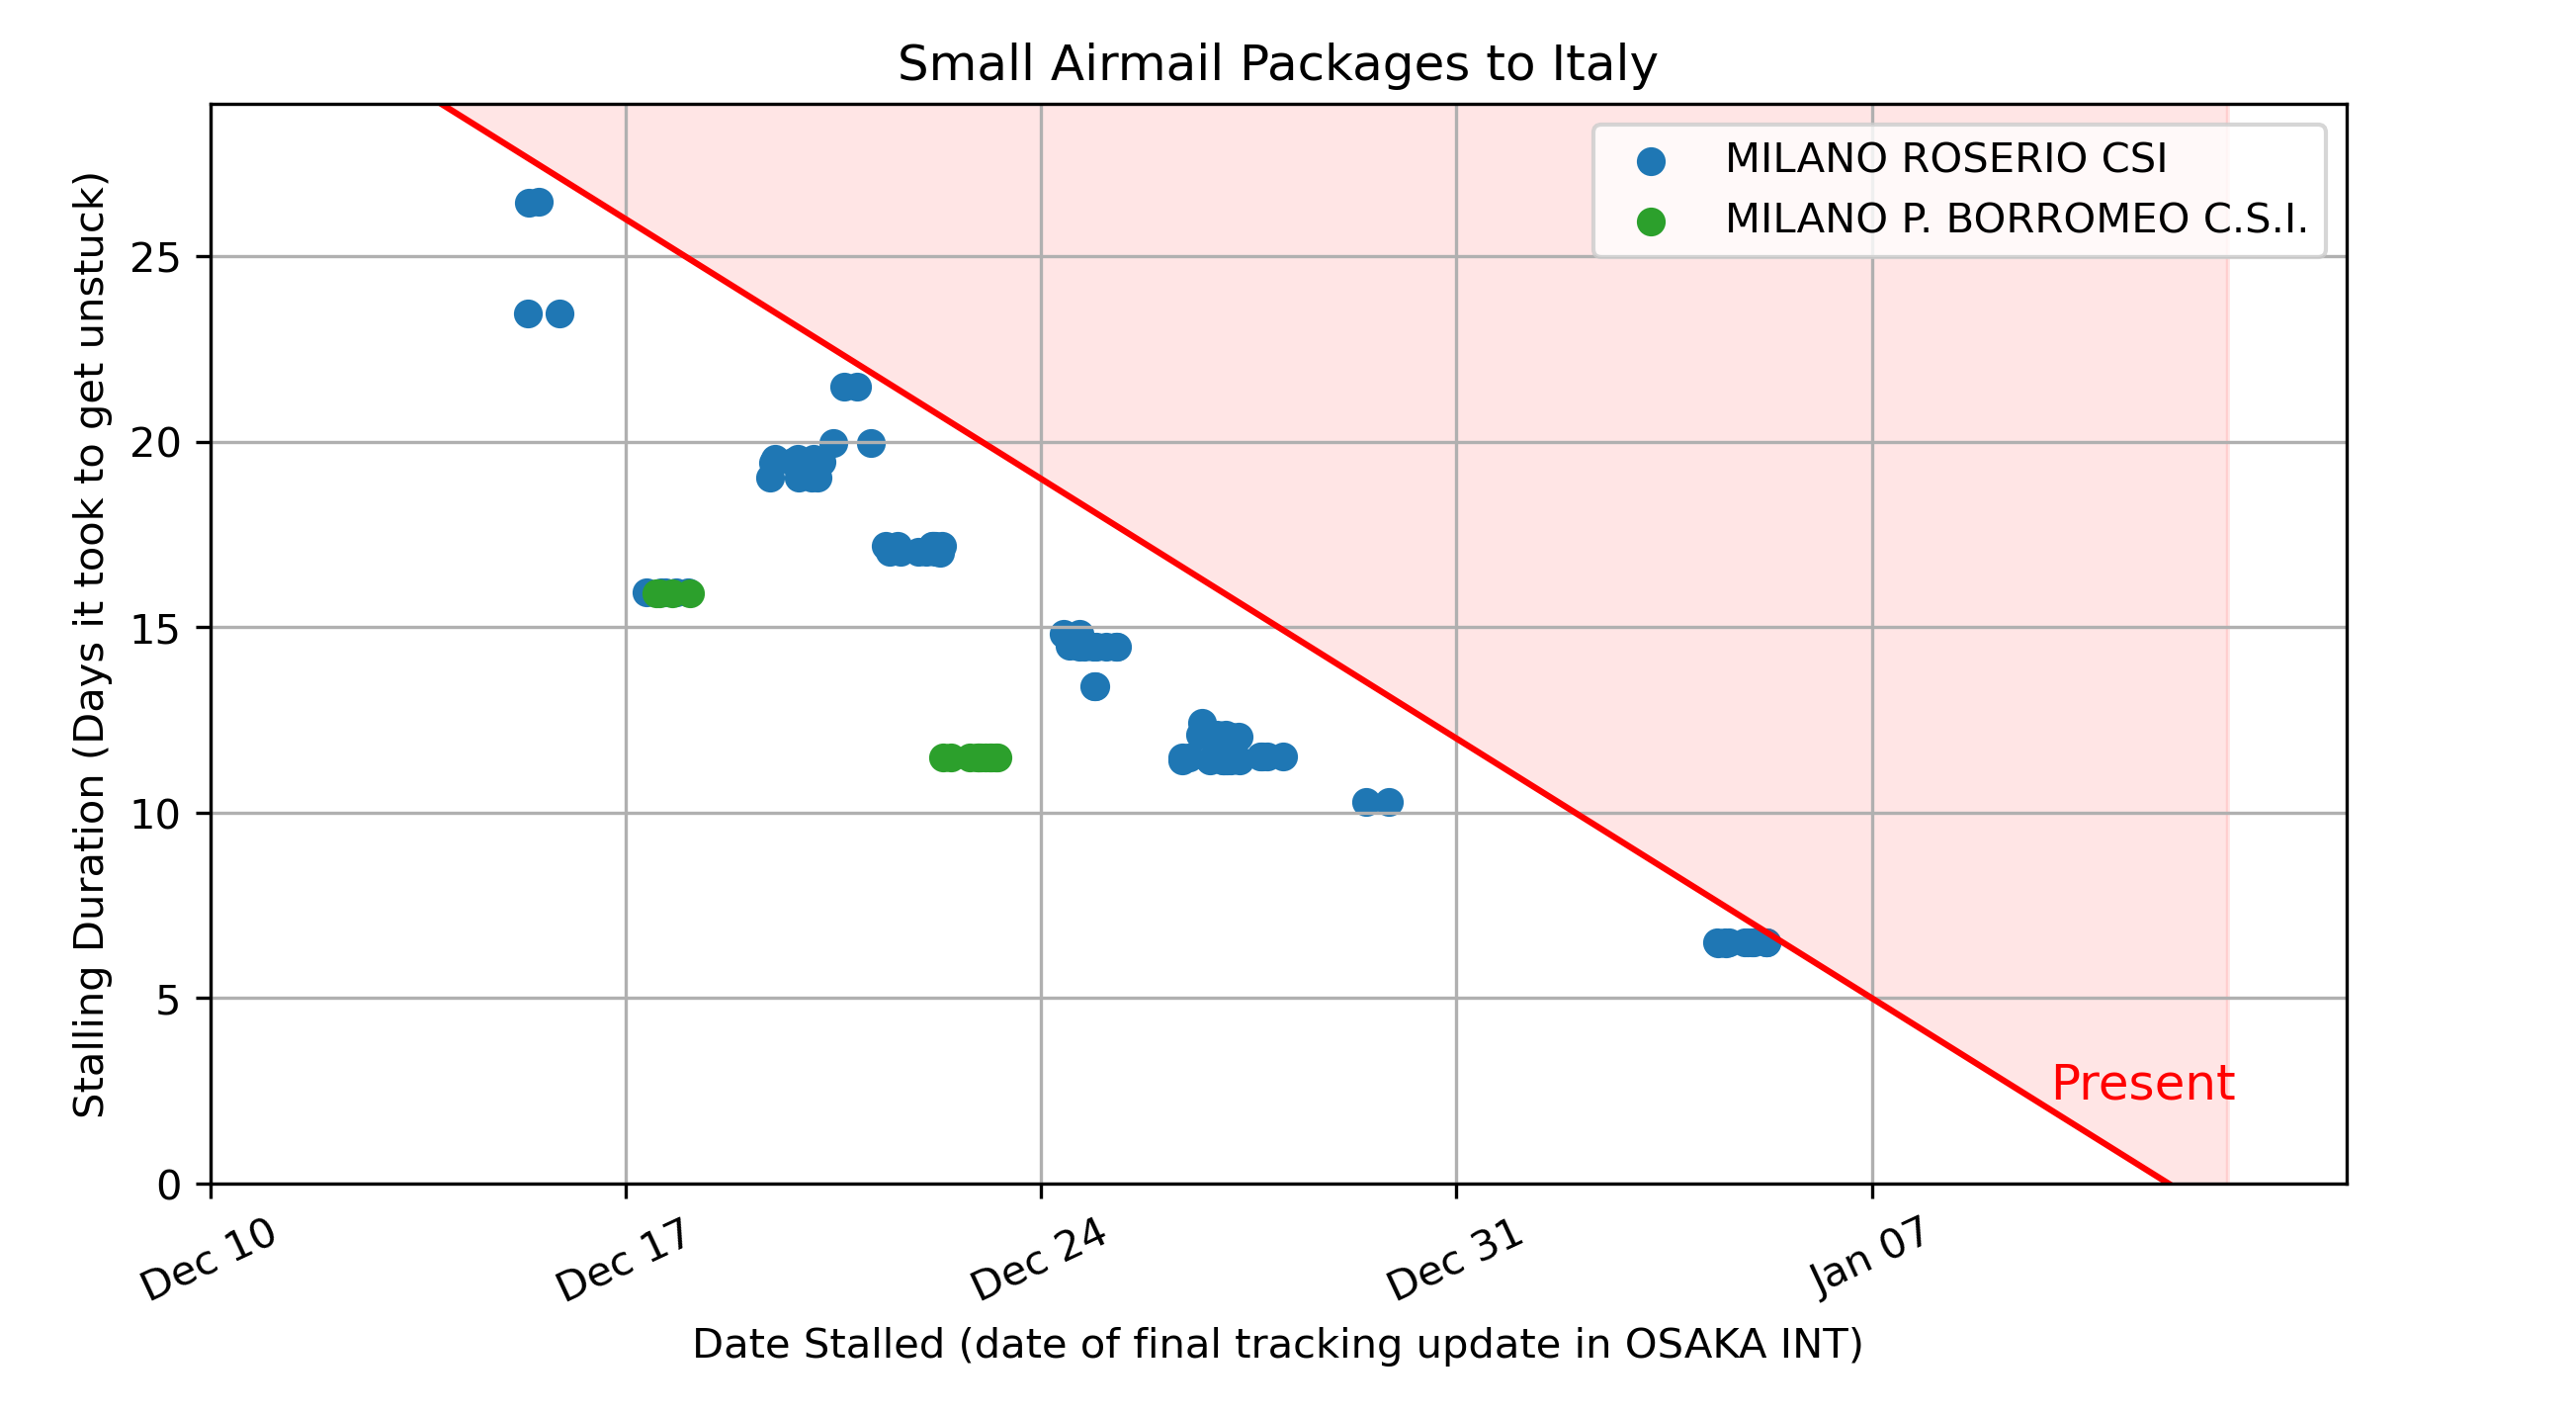 Small Airmail Packages to Italy
MILANO ROSERIO CSI
MILANO P. BORROMEO C.S.I.
Stalling Duration (Days it took to get unstuck)
25
20
15
10
5
0
Present
Dec 10
Dec 17
Dec 24
Dec 31
Jan 07
Date Stalled (date of final tracking update in OSAKA INT)